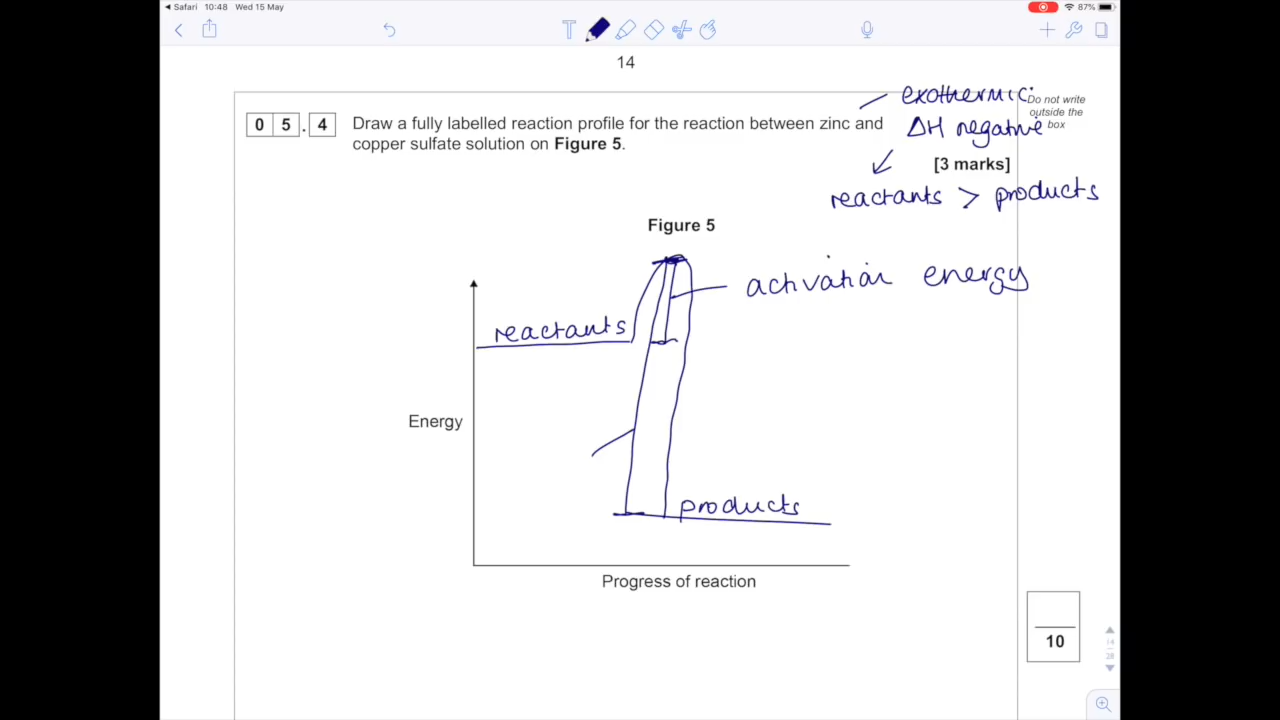 Safari 10:48 Wed 15 May
87%
14
exothermic
Do not write outside the box
0 5 . 4 Draw a fully labelled reaction profile for the reaction between zinc and
ΔH negative
copper sulfate solution on Figure 5.
[3 marks]
reactants > products
Figure 5
activation energy
reactants
Energy
products
Progress of reaction
10
14
28